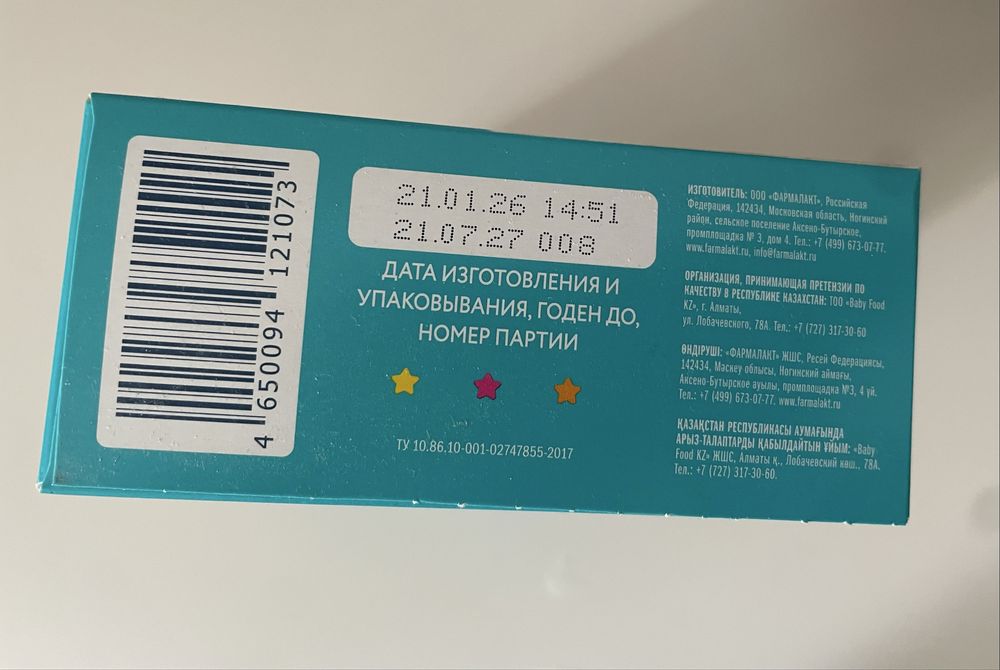 4 650094 121073
21.01.26 14:51
21.07.27 008
ДАТА ИЗГОТОВЛЕНИЯ И
УПАКОВЫВАНИЯ, ГОДЕН ДО,
НОМЕР ПАРТИИ
ТУ 10.86.10-001-02747855-2017
ИЗГОТОВИТЕЛЬ: ООО «ФАРМАЛАКТ», Российская
Федерация, 142434, Московская область, Ногинский
район, сельское поселение Аксено-Бутырское,
промплощадка № 3, дом 4. Тел.: +7 (499) 673-07-77.
www.farmalakt.ru, info@farmalakt.ru
ОРГАНИЗАЦИЯ, ПРИНИМАЮЩАЯ ПРЕТЕНЗИИ ПО
КАЧЕСТВУ В РЕСПУБЛИКЕ КАЗАХСТАН: ТОО «Baby Food
KZ», г. Алматы,
ул. Лобачевского, 78А. Тел.: +7 (727) 317-30-60
ӨНДІРУШІ: «ФАРМАЛАКТ» ЖШС, Ресей Федерациясы,
142434, Мәскеу облысы, Ногинский аймағы,
Аксено-Бутырское ауылы, промплощадка №3, 4 үй.
Тел.: +7 (499) 673-07-77. www.farmalakt.ru
ҚАЗАҚСТАН РЕСПУБЛИКАСЫ АУМАҒЫНДА
АРЫЗ-ТАЛАПТАРДЫ ҚАБЫЛДАЙТЫН ҰЙЫМ: «Baby
Food KZ» ЖШС, Алматы қ., Лобачевский көш., 78А.
Тел.: +7 (727) 317-30-60.